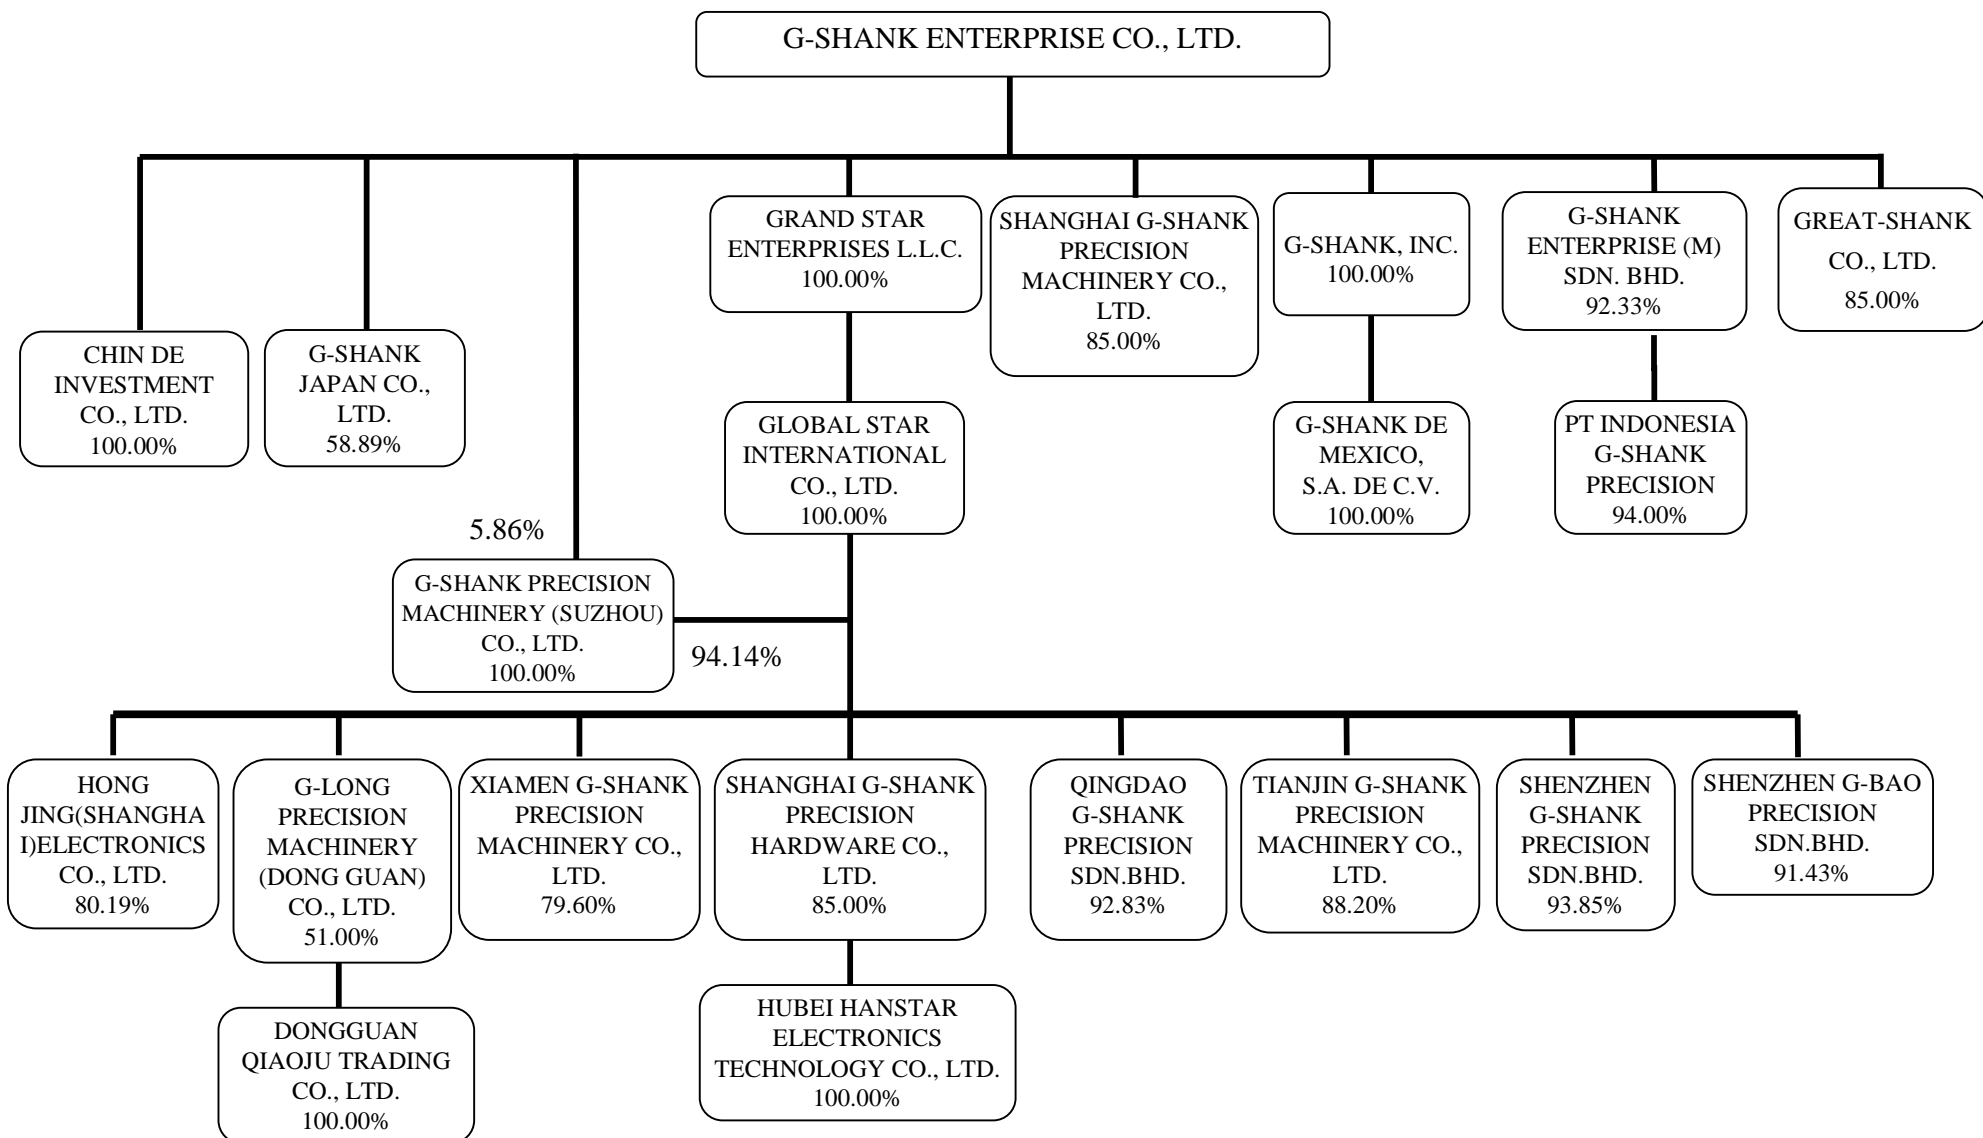 G-SHANK ENTERPRISE CO., LTD.
GRAND STAR
ENTERPRISES L.L.C.
100.00%
SHANGHAI G-SHANK
PRECISION
MACHINERY CO.,
LTD.
85.00%
G-SHANK, INC.
100.00%
G-SHANK
ENTERPRISE (M)
SDN. BHD.
92.33%
GREAT-SHANK
CO., LTD.
85.00%
CHIN DE
INVESTMENT
CO., LTD.
100.00%
G-SHANK
JAPAN CO.,
LTD.
58.89%
GLOBAL STAR
INTERNATIONAL
CO., LTD.
100.00%
G-SHANK DE
MEXICO,
S.A. DE C.V.
100.00%
PT INDONESIA
G-SHANK
PRECISION
94.00%
5.86%
G-SHANK PRECISION
MACHINERY (SUZHOU)
CO., LTD.
100.00%
94.14%
HONG
JING(SHANGHA
I)ELECTRONICS
CO., LTD.
80.19%
G-LONG
PRECISION
MACHINERY
(DONG GUAN)
CO., LTD.
51.00%
XIAMEN G-SHANK
PRECISION
MACHINERY CO.,
LTD.
79.60%
SHANGHAI G-SHANK
PRECISION
HARDWARE CO.,
LTD.
85.00%
QINGDAO
G-SHANK
PRECISION
SDN.BHD.
92.83%
TIANJIN G-SHANK
PRECISION
MACHINERY CO.,
LTD.
88.20%
SHENZHEN
G-SHANK
PRECISION
SDN.BHD.
93.85%
SHENZHEN G-BAO
PRECISION
SDN.BHD.
91.43%
DONGGUAN
QIAOJU TRADING
CO., LTD.
100.00%
HUBEI HANSTAR
ELECTRONICS
TECHNOLOGY CO., LTD.
100.00%